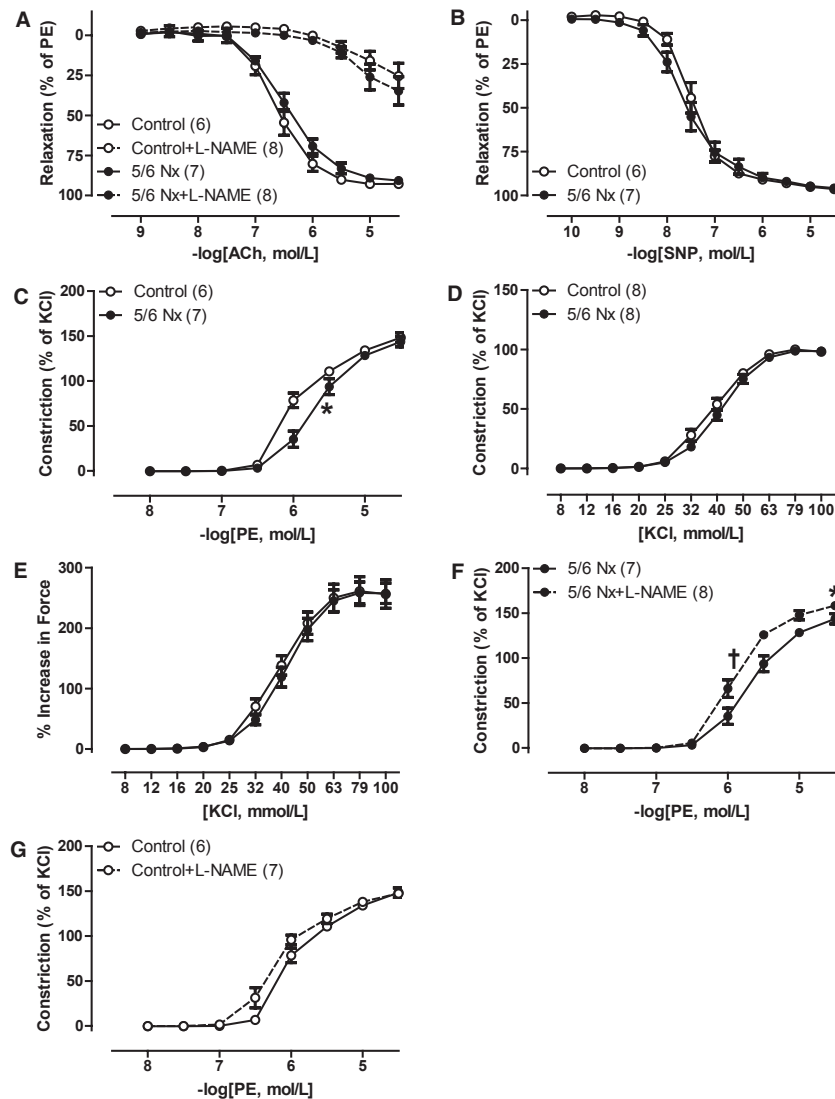 A
Relaxation (% of PE)
0
25
50
75
100
Control (6)
Control+L-NAME (8)
5/6 Nx (7)
5/6 Nx+L-NAME (8)
9 8 7 6 5
-log[ACh, mol/L]
B
Relaxation (% of PE)
0
25
50
75
100
Control (6)
5/6 Nx (7)
10 9 8 7 6 5
-log[SNP, mol/L]
C
Constriction (% of KCl)
200
150
100
50
0
Control (6)
5/6 Nx (7)
*
8 7 6 5
-log[PE, mol/L]
D
Constriction (% of KCl)
150
100
50
0
Control (8)
5/6 Nx (8)
8 12 16 20 25 32 40 50 63 79 100
[KCl, mmol/L]
E
% Increase in Force
300
200
100
0
8 12 16 20 25 32 40 50 63 79 100
[KCl, mmol/L]
F
Constriction (% of KCl)
200
150
100
50
0
5/6 Nx (7)
5/6 Nx+L-NAME (8)
*
†
8 7 6 5
-log[PE, mol/L]
G
Constriction (% of KCl)
200
150
100
50
0
Control (6)
Control+L-NAME (7)
8 7 6 5
-log[PE, mol/L]